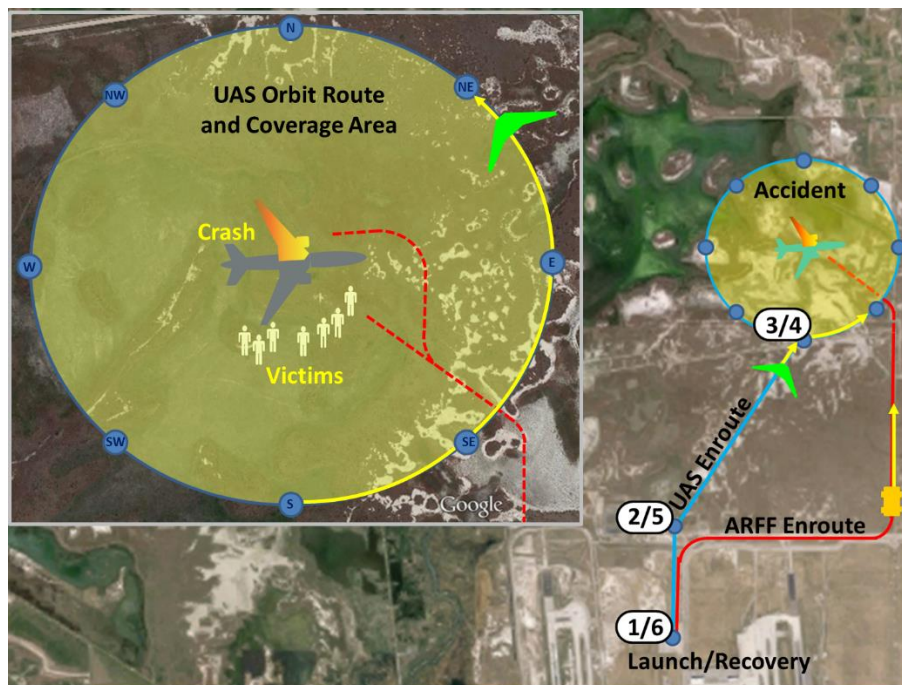 N
NW
NE
UAS Orbit Route
and Coverage Area
Crash
W
E
Victims
SW
SE
S
Google
Accident
3/4
UAS Enroute
2/5
ARFF Enroute
1/6
Launch/Recovery